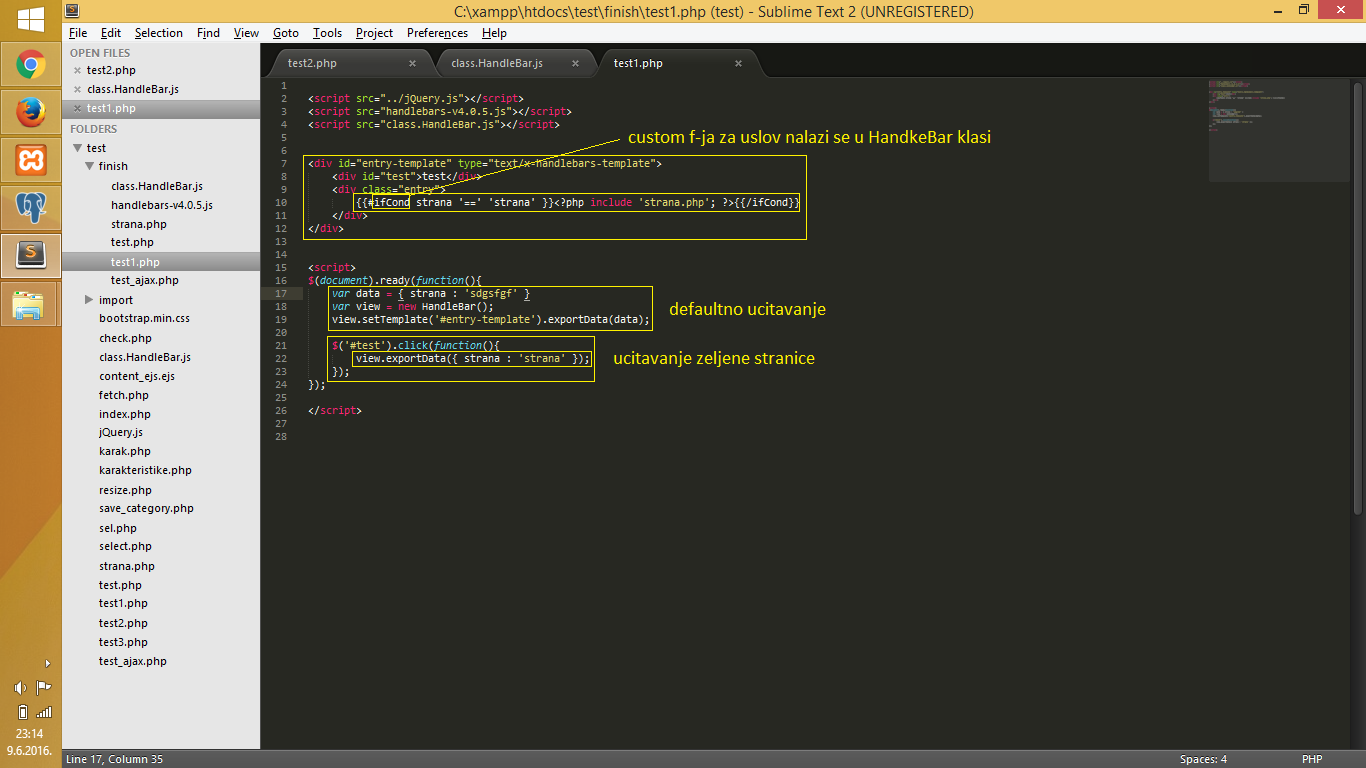 C:\xampp\htdocs\test\finish\test1.php (test) - Sublime Text 2 (UNREGISTERED)
File Edit Selection Find View Goto Tools Project Preferences Help
OPEN FILES
test2.php
class.HandleBar.js
test1.php
FOLDERS
test
finish
class.HandleBar.js
handlebars-v4.0.5.js
strana.php
test.php
test1.php
test_ajax.php
import
bootstrap.min.css
check.php
class.HandleBar.js
content_ejs.ejs
fetch.php
index.php
jQuery.js
karak.php
karakteristike.php
resize.php
save_category.php
sel.php
select.php
strana.php
test.php
test1.php
test2.php
test3.php
test_ajax.php
test2.php class.HandleBar.js test1.php
1
2 <script src="../jQuery.js"></script>
3 <script src="handlebars-v4.0.5.js"></script>
4 <script src="class.HandleBar.js"></script>
5
custom f-ja za uslov nalazi se u HandkeBar klasi
6
7 <div id="entry-template" type="text/x-handlebars-template">
8 <div id="test">test</div>
9 <div class="entry">
10 {{#ifCond strana '==' 'strana' }}<?php include 'strana.php'; ?>{{/ifCond}}
11 </div>
12 </div>
13
14
15 <script>
16 $(document).ready(function(){
17 var data = { strana : 'sdgsfgf' }
18 var view = new HandleBar();
19 view.setTemplate('#entry-template').exportData(data);
defaultno ucitavanje
20
21 $('#test').click(function(){
22 view.exportData({ strana : 'strana' });
ucitavanje zeljene stranice
23 });
24 });
25
26 </script>
27
28
23:14
9.6.2016.
Line 17, Column 35 Spaces: 4 PHP